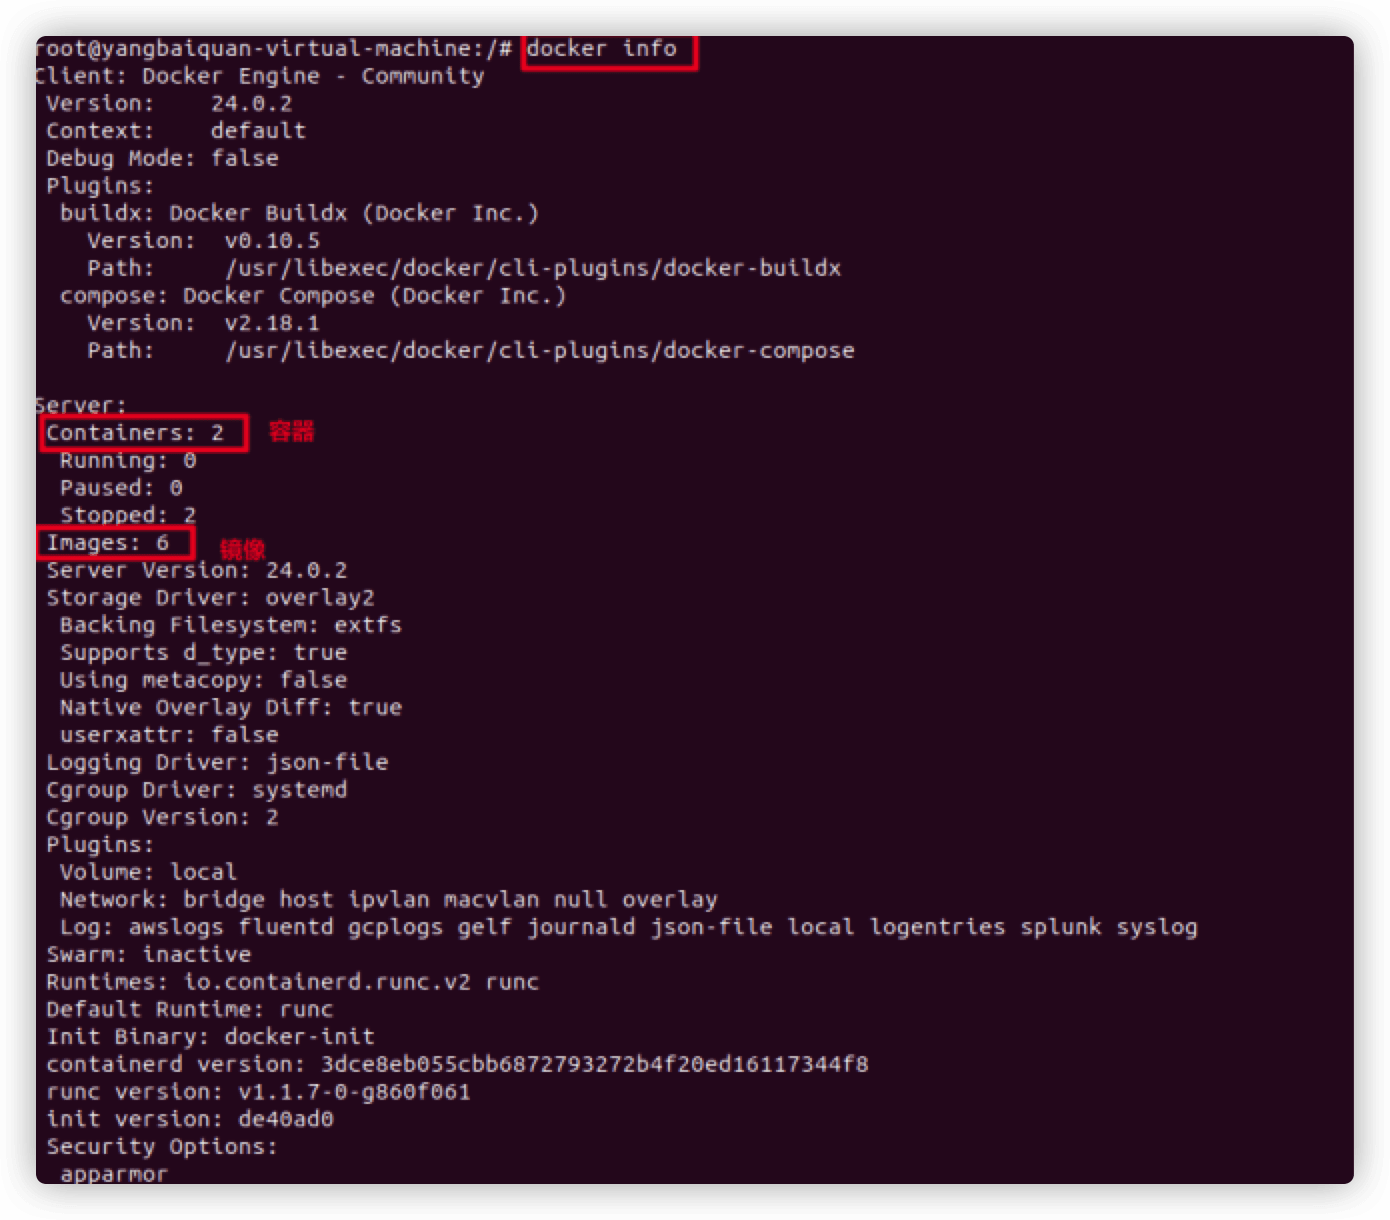 root@yangbaiquan-virtual-machine:/# docker info
Client: Docker Engine - Community
Version: 24.0.2
Context: default
Debug Mode: false
Plugins:
buildx: Docker Buildx (Docker Inc.)
Version: v0.10.5
Path: /usr/libexec/docker/cli-plugins/docker-buildx
compose: Docker Compose (Docker Inc.)
Version: v2.18.1
Path: /usr/libexec/docker/cli-plugins/docker-compose
Server:
Containers: 2 容器
Running: 0
Paused: 0
Stopped: 2
Images: 6 镜像
Server Version: 24.0.2
Storage Driver: overlay2
Backing Filesystem: extfs
Supports d_type: true
Using metacopy: false
Native Overlay Diff: true
userxattr: false
Logging Driver: json-file
Cgroup Driver: systemd
Cgroup Version: 2
Plugins:
Volume: local
Network: bridge host ipvlan macvlan null overlay
Log: awslogs fluentd gcplogs gelf journald json-file local logentries splunk syslog
Swarm: inactive
Runtimes: io.containerd.runc.v2 runc
Default Runtime: runc
Init Binary: docker-init
containerd version: 3dce8eb055cbb6872793272b4f20ed16117344f8
runc version: v1.1.7-0-g860f061
init version: de40ad0
Security Options:
apparmor